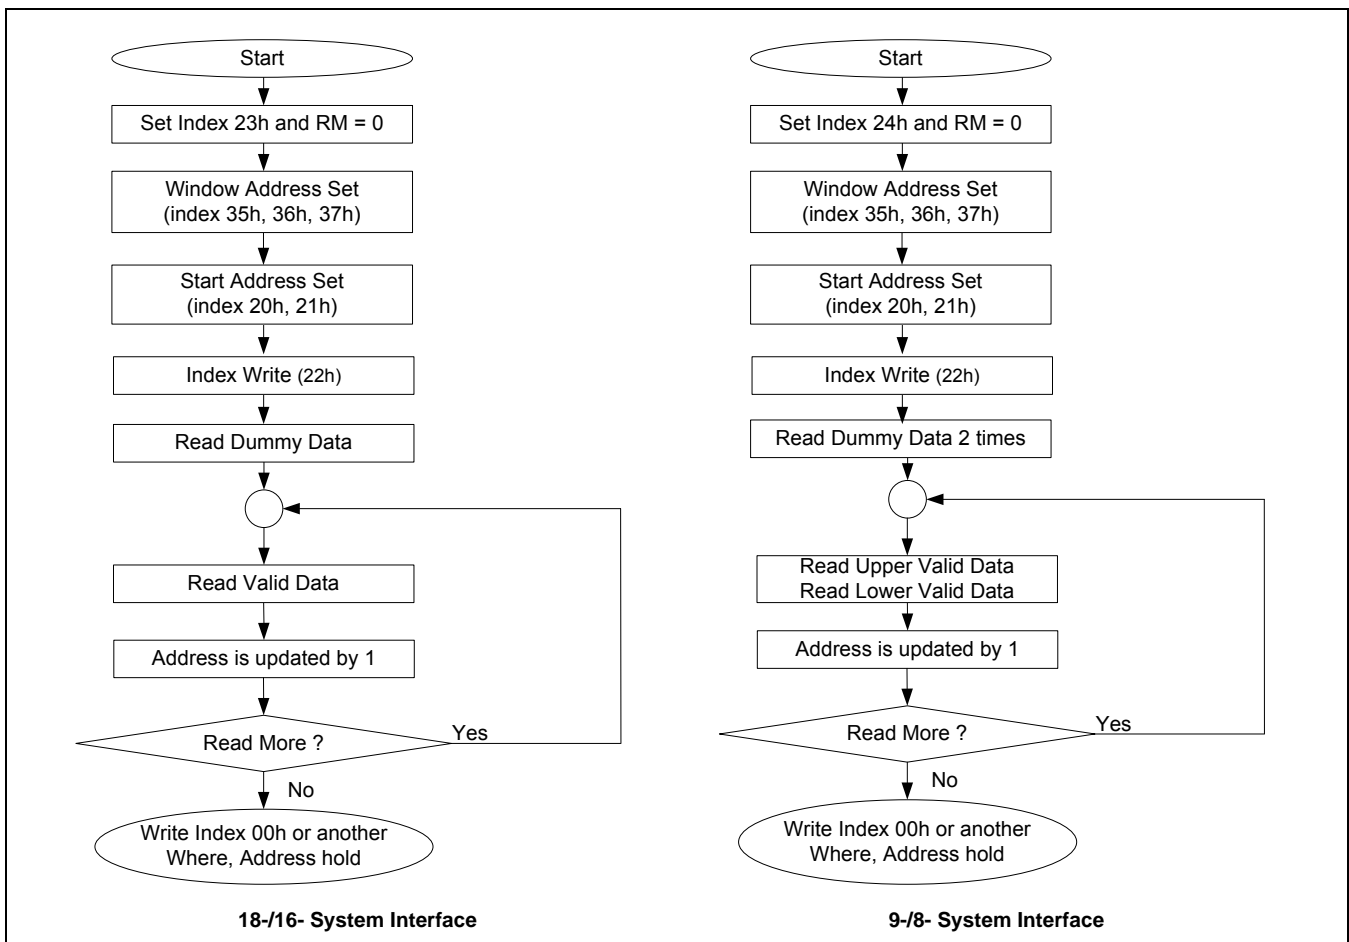 Start
Set Index 23h and RM = 0
Window Address Set
(index 35h, 36h, 37h)
Start Address Set
(index 20h, 21h)
Index Write (22h)
Read Dummy Data
Read Valid Data
Address is updated by 1
Read More ?
Yes
No
Write Index 00h or another
Where, Address hold
18-/16- System Interface
Start
Set Index 24h and RM = 0
Window Address Set
(index 35h, 36h, 37h)
Start Address Set
(index 20h, 21h)
Index Write (22h)
Read Dummy Data 2 times
Read Upper Valid Data
Read Lower Valid Data
Address is updated by 1
Read More ?
Yes
No
Write Index 00h or another
Where, Address hold
9-/8- System Interface